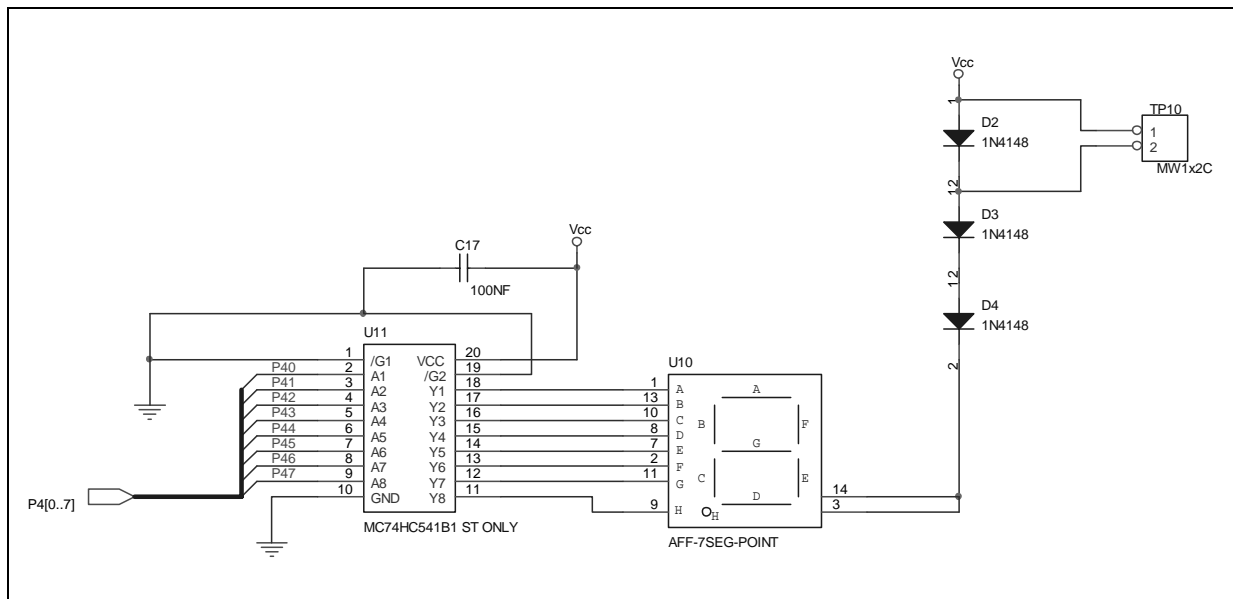 Vcc
1
TP10
D2
1N4148
1
2
MW1x2C
12
D3
1N4148
Vcc
C17
100NF
12
D4
1N4148
U11
2
U10
1
/G1
VCC
20
P40
2
A1
/G2
19
P41
3
A2
Y1
18
1
A
P42
4
A3
Y2
17
13
B
P43
5
A4
Y3
16
10
C
P44
6
A5
Y4
15
8
D
P45
7
A6
Y5
14
7
E
P46
8
A7
Y6
13
2
F
P47
9
A8
Y7
12
11
G
10
GND
Y8
11
9
H
A
B
F
G
C
E
D
H
14
3
P4[0..7]
MC74HC541B1 ST ONLY
AFF-7SEG-POINT